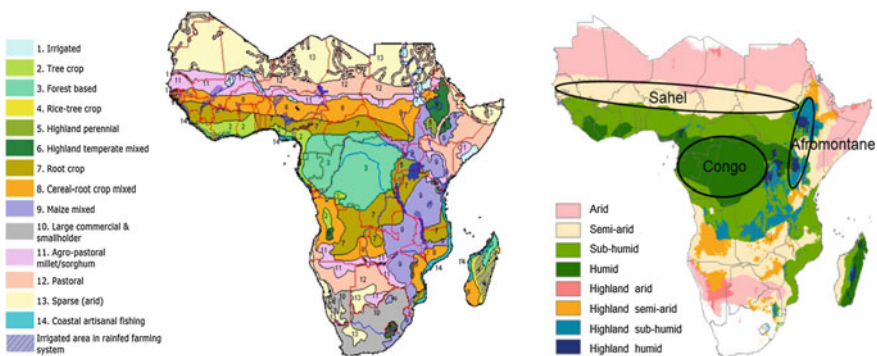 1. Irrigated
2. Tree crop
3. Forest based
4. Rice-tree crop
5. Highland perennial
6. Highland temperate mixed
7. Root crop
8. Cereal-root crop mixed
9. Maize mixed
10. Large commercial &
smallholder
11. Agro-pastoral
millet/sorghum
12. Pastoral
13. Sparse (arid)
14. Coastal artisanal fishing
Irrigated area in rainfed farming
system
Sahel
Afromontane
Congo
Arid
Semi-arid
Sub-humid
Humid
Highland arid
Highland semi-arid
Highland sub-humid
Highland humid